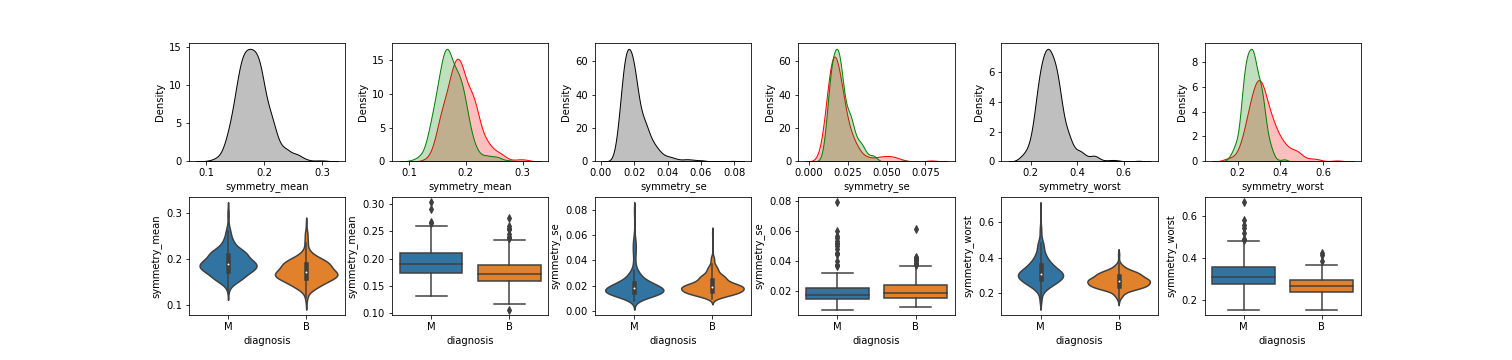 Density
15
10
5
0
0.1 0.2 0.3
symmetry_mean
Density
15
10
5
0
0.1 0.2 0.3
symmetry_mean
Density
60
40
20
0
0.00 0.02 0.04 0.06 0.08
symmetry_se
Density
60
40
20
0
0.000 0.025 0.050 0.075
symmetry_se
Density
6
4
2
0
0.2 0.4 0.6
symmetry_worst
Density
8
6
4
2
0
0.2 0.4 0.6
symmetry_worst
symmetry_mean
0.3
0.2
0.1
M B
diagnosis
symmetry_mean
0.30
0.25
0.20
0.15
0.10
M B
diagnosis
symmetry_se
0.08
0.06
0.04
0.02
0.00
M B
diagnosis
symmetry_se
0.08
0.06
0.04
0.02
M B
diagnosis
symmetry_worst
0.6
0.4
0.2
M B
diagnosis
symmetry_worst
0.6
0.4
0.2
M B
diagnosis